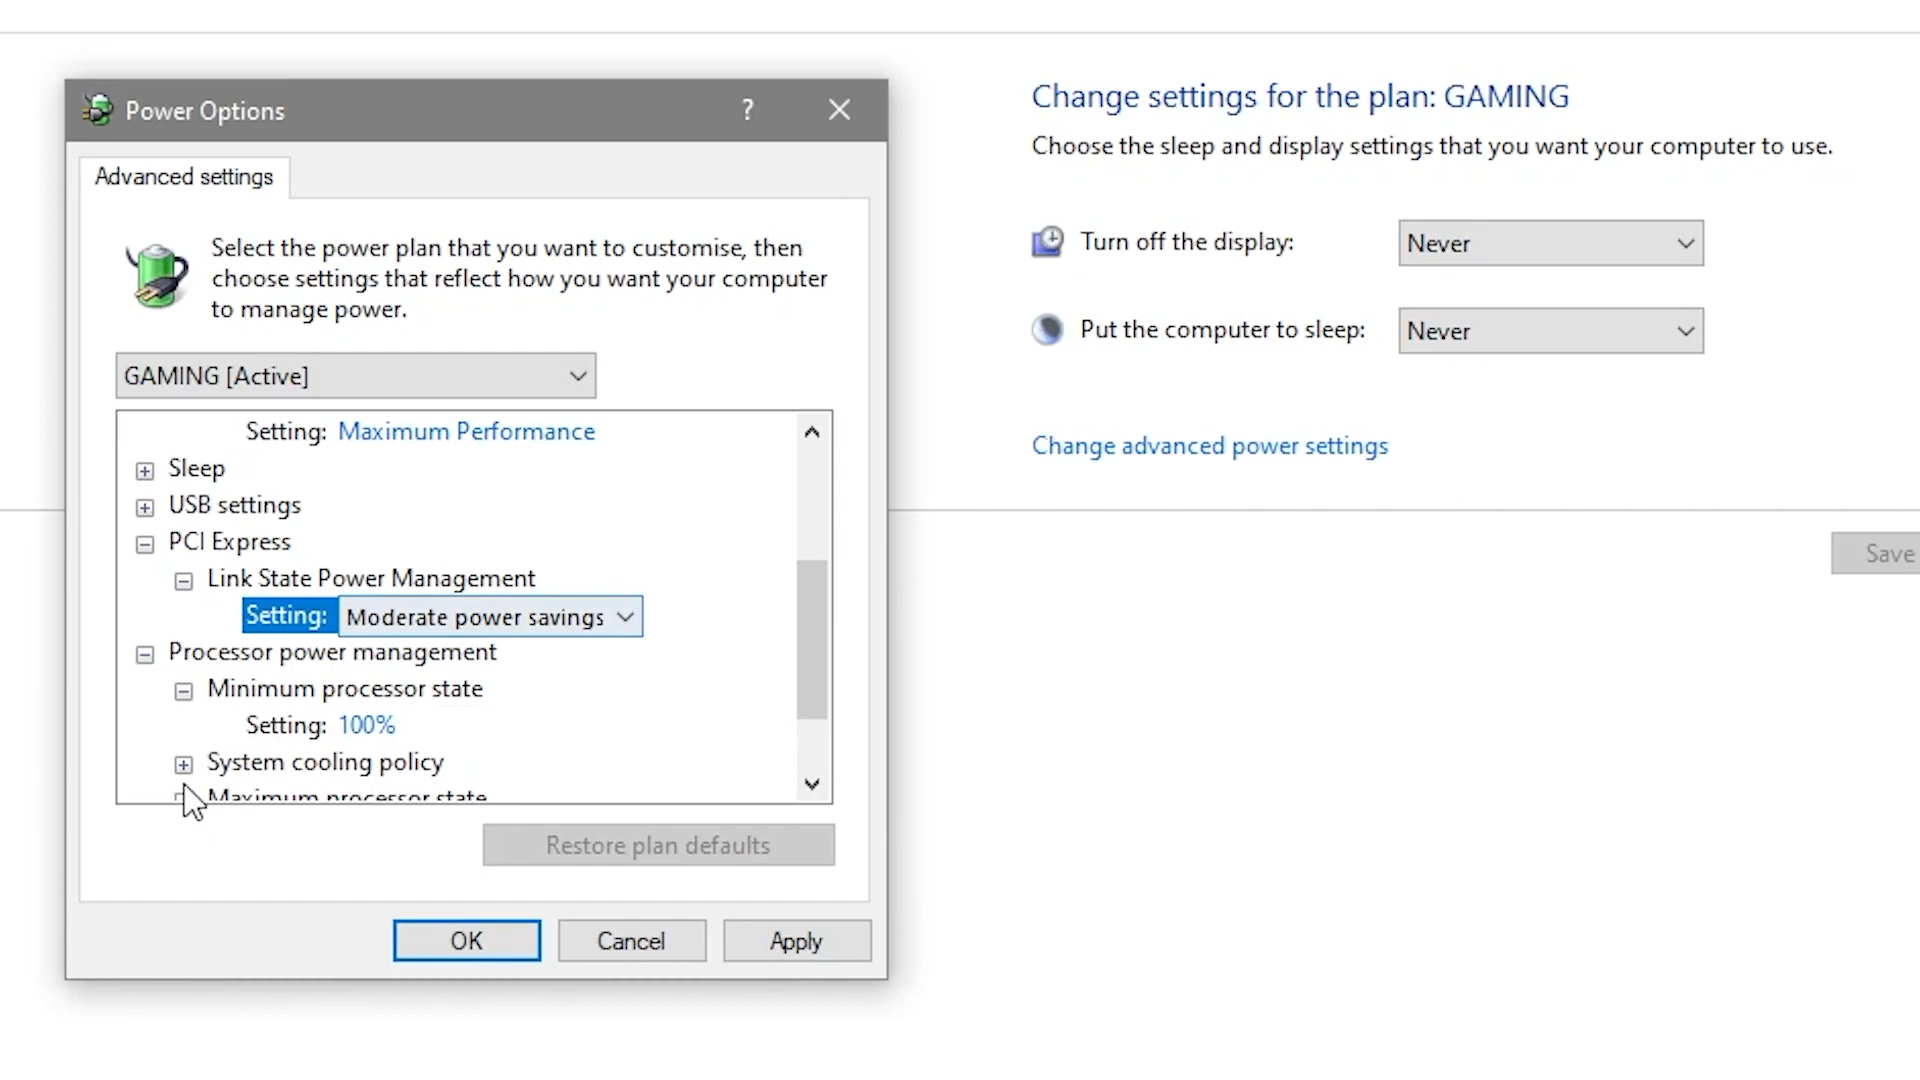 Power Options
?
Advanced settings
Select the power plan that you want to customise, then
choose settings that reflect how you want your computer
to manage power.
GAMING [Active]
Setting: Maximum Performance
Sleep
USB settings
PCI Express
Link State Power Management
Setting: Moderate power savings
Processor power management
Minimum processor state
Setting: 100%
System cooling policy
Maximum processor state
Restore plan defaults
OK
Cancel
Apply
Change settings for the plan: GAMING
Choose the sleep and display settings that you want your computer to use.
Turn off the display: Never
Put the computer to sleep: Never
Change advanced power settings
Save